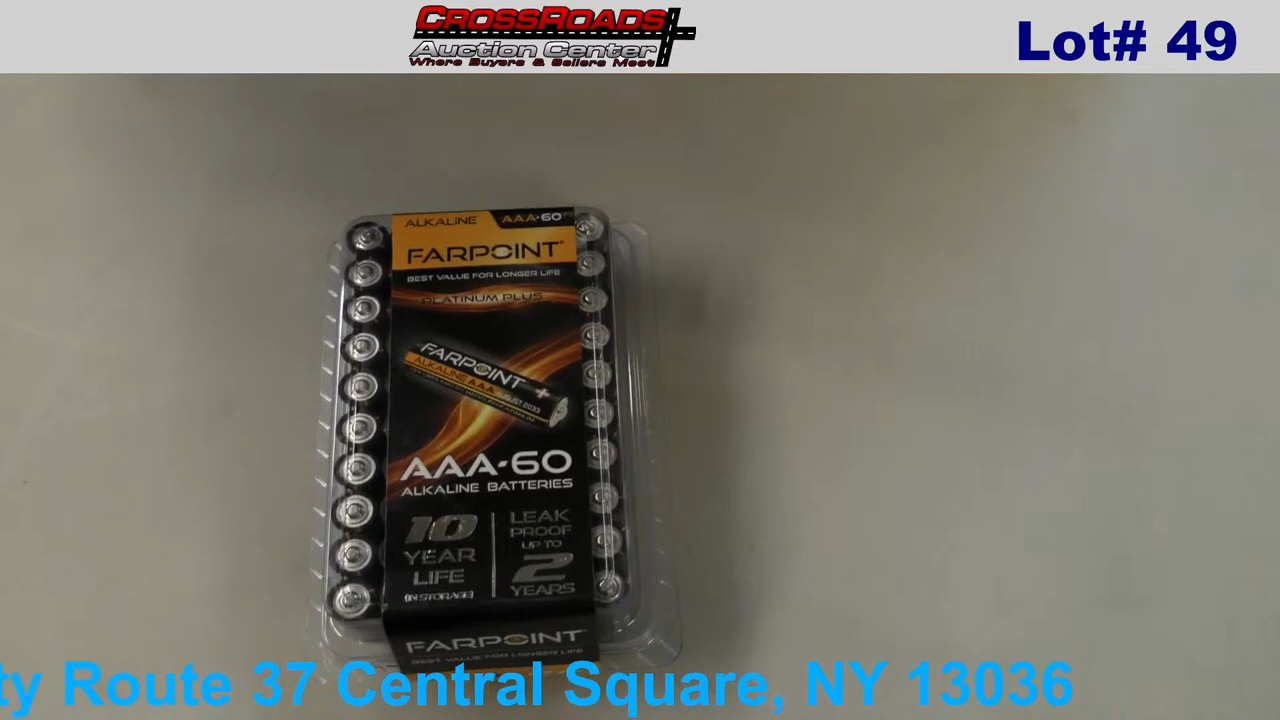 CROSSROADS
Auction Center
Where Buyers & Sellers Meet
Lot# 49
ALKALINE AAA•60
FARPOINT
BEST VALUE FOR LONGER LIFE
PLATINUM PLUS
FARPOINT
ALKALINE AAA
AUGUST 2033
AAA•60
ALKALINE BATTERIES
10
YEAR
LIFE
(IN STORAGE)
LEAK
PROOF
UP TO
2
YEARS
FARPOINT
BEST VALUE FOR LONGER LIFE
ty Route 37 Central Square, NY 13036